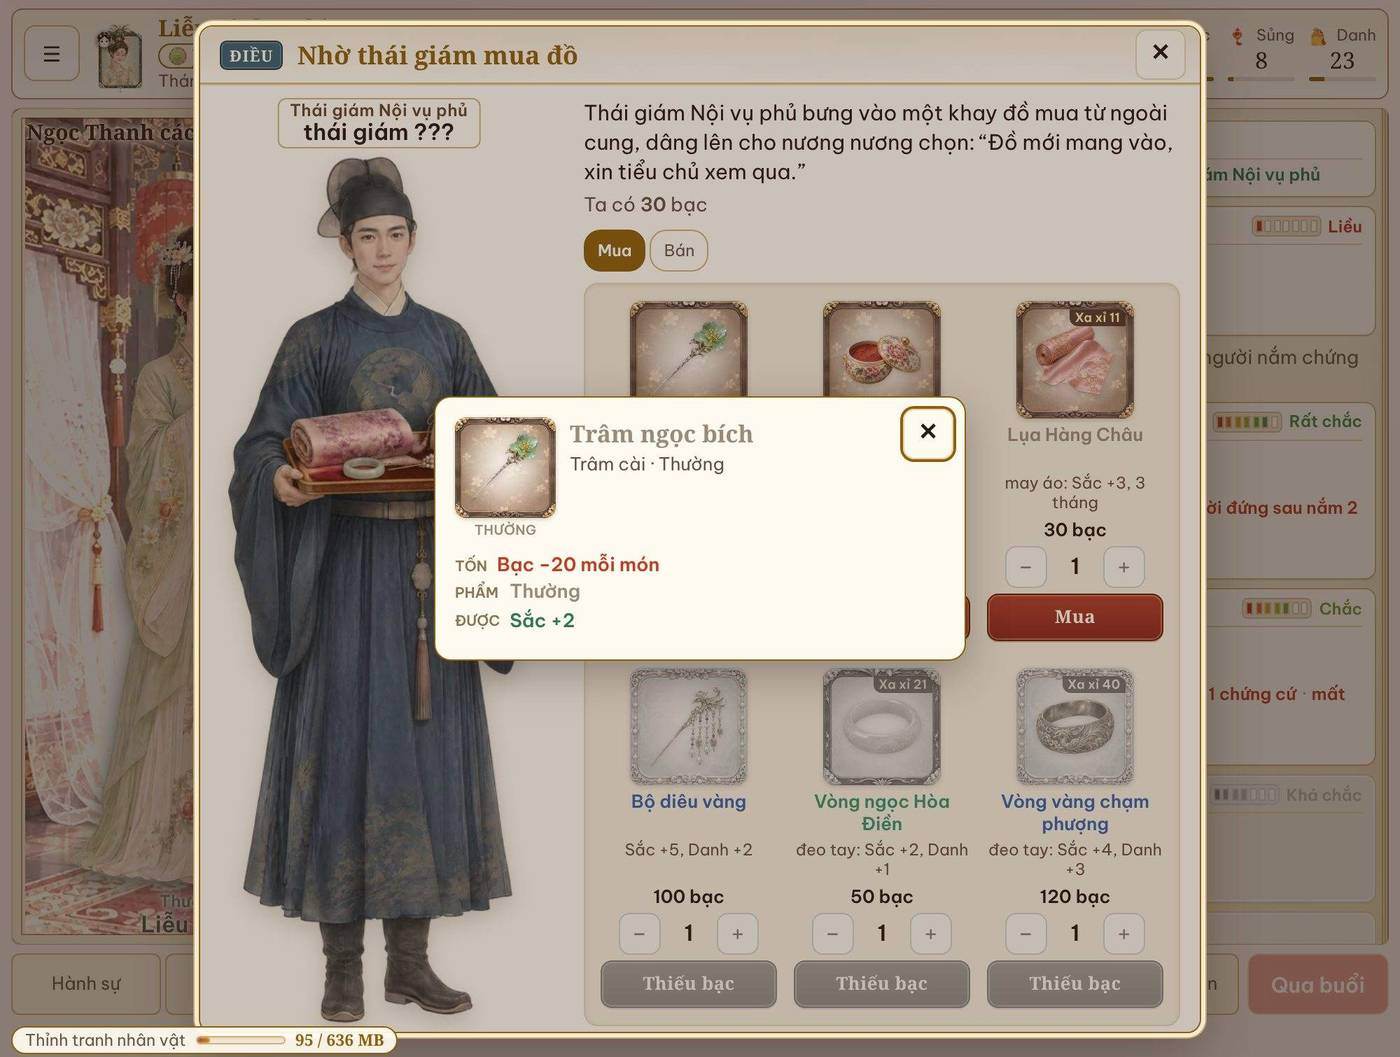 Liễu
Thán
Ngọc Thanh các
Sủng
Danh
8
23
ĐIỀU
Nhờ thái giám mua đồ
×
Thái giám Nội vụ phủ
thái giám ???
Thái giám Nội vụ phủ bưng vào một khay đồ mua từ ngoài
cung, dâng lên cho nương nương chọn: “Đồ mới mang vào,
xin tiểu chủ xem qua.”
Ta có 30 bạc
Mua
Bán
Xa xỉ 11
Lụa Hàng Châu
may áo: Sắc +3, 3
tháng
30 bạc
− 1 +
Mua
Trâm ngọc bích
Trâm cài · Thường
×
THƯỜNG
TỐN Bạc −20 mỗi món
PHẨM Thường
ĐƯỢC Sắc +2
Xa xỉ 21
Xa xỉ 40
Bộ diêu vàng
Sắc +5, Danh +2
100 bạc
− 1 +
Thiếu bạc
Vòng ngọc Hòa
Điền
đeo tay: Sắc +2, Danh
+1
50 bạc
− 1 +
Thiếu bạc
Vòng vàng chạm
phượng
đeo tay: Sắc +4, Danh
+3
120 bạc
− 1 +
Thiếu bạc
ám Nội vụ phủ
Liều
người nắm chứng
Rất chắc
ời đứng sau nắm 2
Chắc
1 chứng cứ · mất
Khá chắc
Thư
Liễu
Hành sự
n
Qua buổi
Thỉnh tranh nhân vật
95 / 636 MB